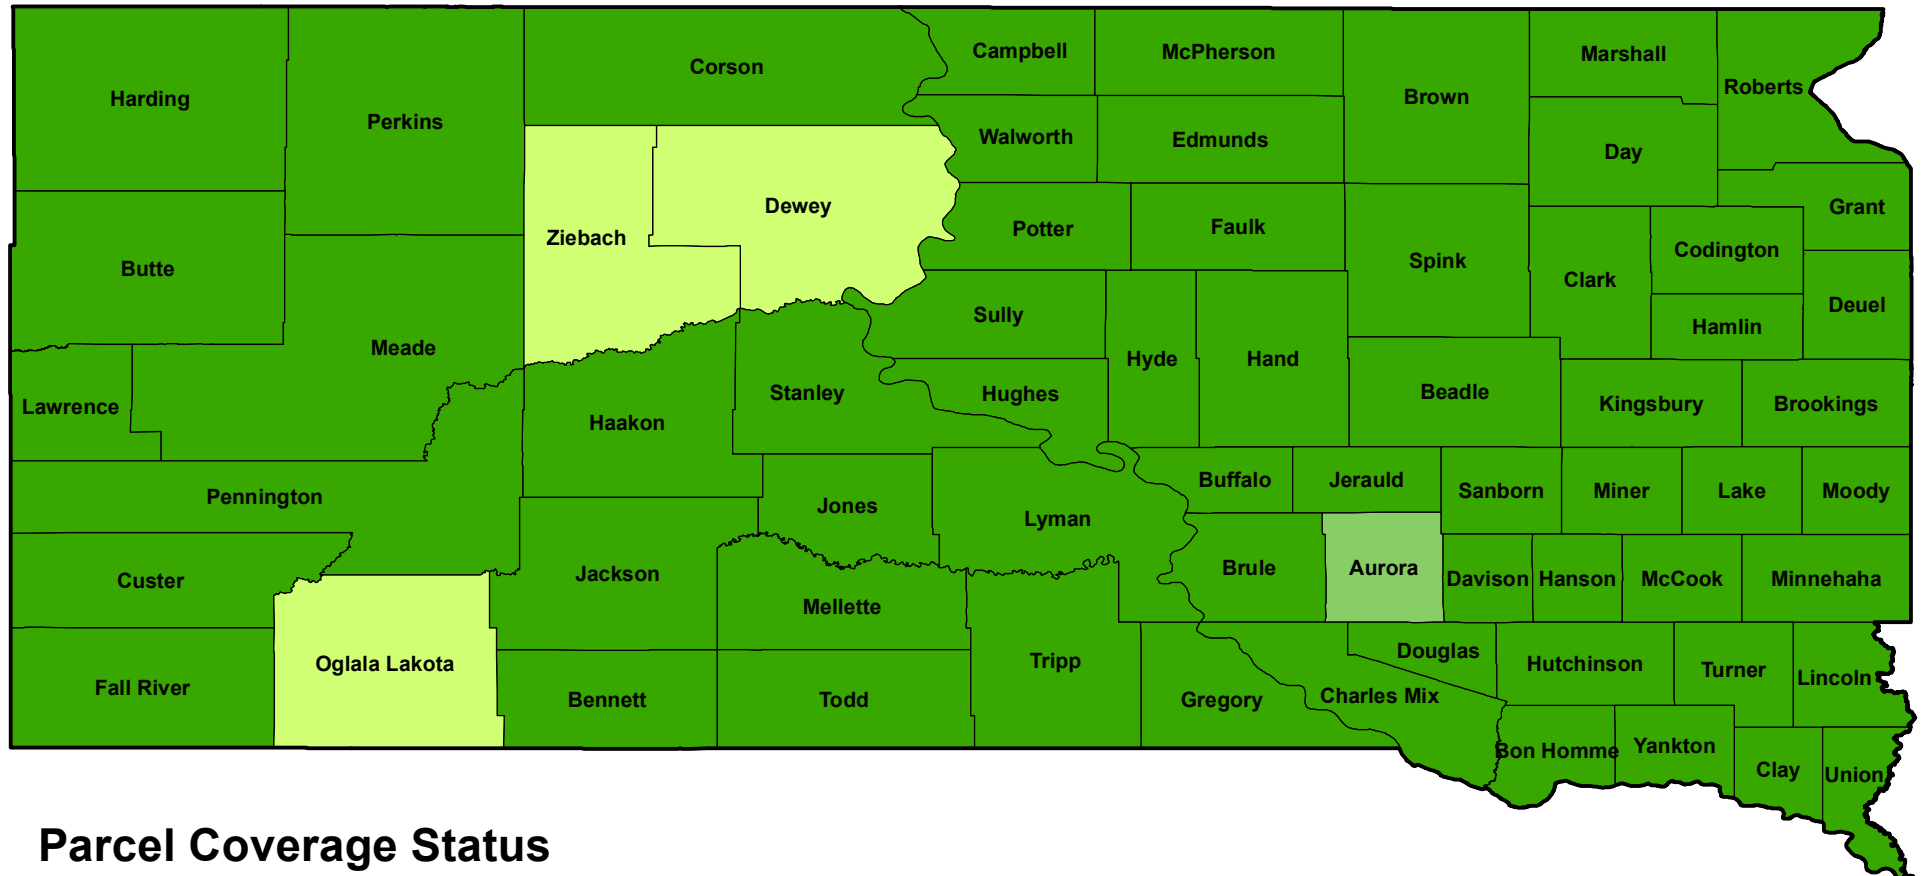 Campbell
McPherson
Marshall
Corson
Roberts
Harding
Brown
Perkins
Walworth
Edmunds
Day
Dewey
Grant
Ziebach
Potter
Faulk
Codington
Butte
Spink
Clark
Deuel
Sully
Hamlin
Meade
Hyde
Hand
Stanley
Hughes
Beadle
Lawrence
Kingsbury
Brookings
Haakon
Buffalo
Jerauld
Sanborn
Miner
Lake
Moody
Pennington
Jones
Lyman
Custer
Jackson
Brule
Aurora
Davison
Hanson
McCook
Minnehaha
Mellette
Oglala Lakota
Tripp
Douglas
Hutchinson
Turner
Lincoln
Fall River
Bennett
Todd
Gregory
Charles Mix
Bon Homme
Yankton
Clay
Union
Parcel Coverage Status